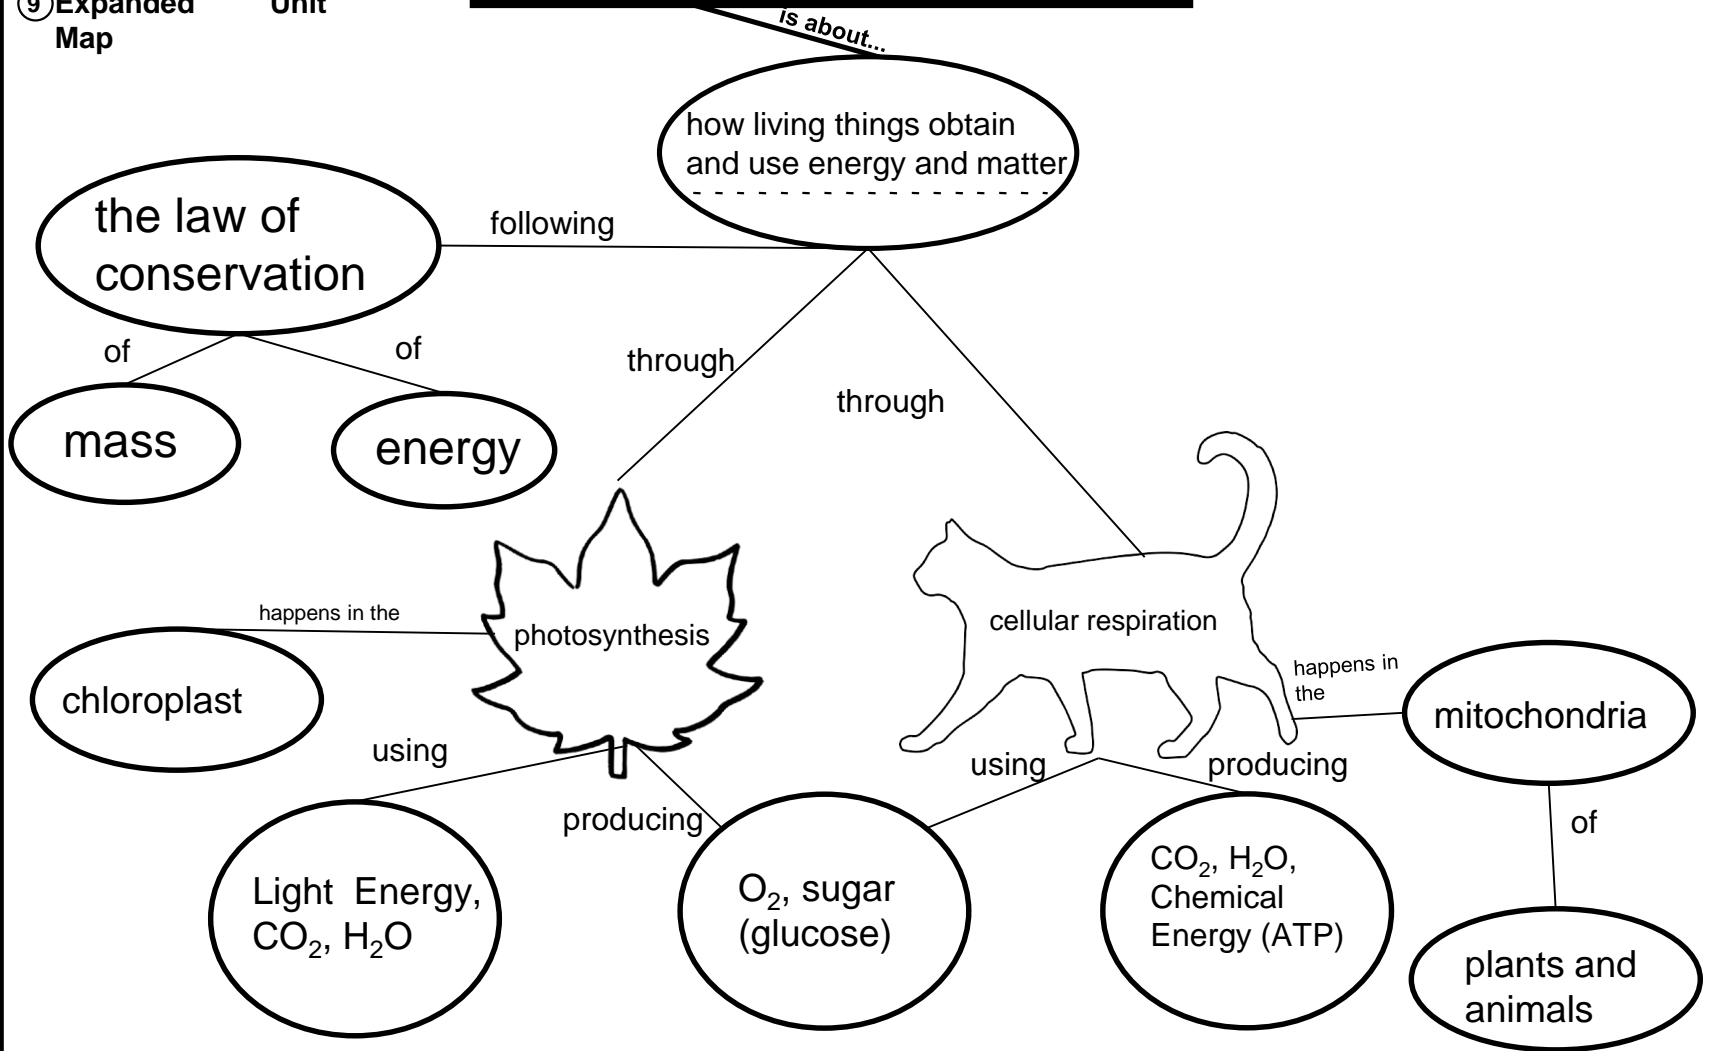 9 Expanded Unit
Map
is about...
how living things obtain
and use energy and matter
the law of
conservation
following
of
of
mass
energy
through
through
photosynthesis
cellular respiration
happens in the
chloroplast
happens in
the
mitochondria
using
producing
using
producing
of
Light Energy,
CO₂, H₂O
O₂, sugar
(glucose)
CO₂, H₂O,
Chemical
Energy (ATP)
plants and
animals